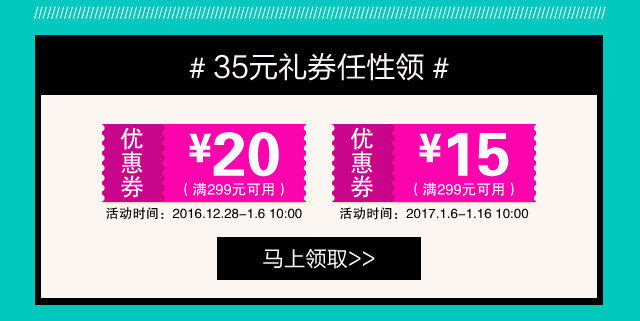 # 35元礼券任性领 #
优惠券
¥20
（满299元可用）
活动时间：2016.12.28-1.6 10:00
优惠券
¥15
（满299元可用）
活动时间：2017.1.6-1.16 10:00
马上领取>>